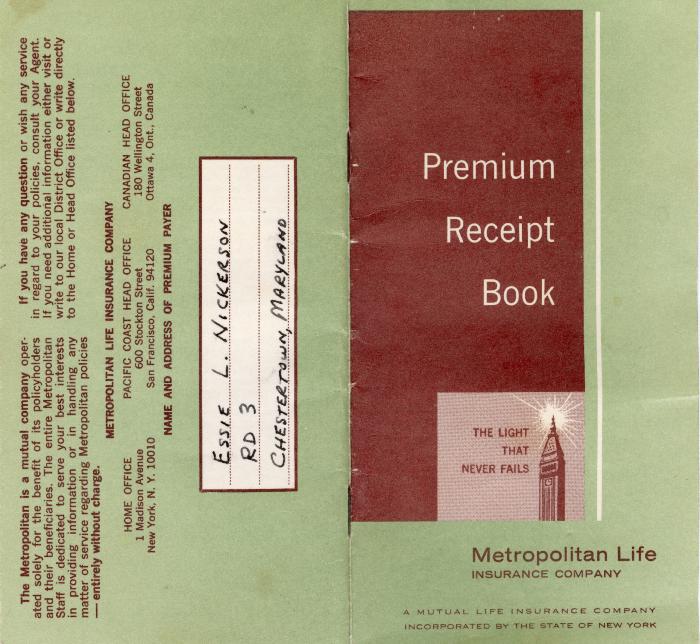 The Metropolitan is a mutual company oper-
ated solely for the benefit of its policyholders
and their beneficiaries. The entire Metropolitan
Staff is dedicated to serve your best interests
in providing information or in handling any
matter of service regarding Metropolitan policies
— entirely without charge.
If you have any question or wish any service
in regard to your policies, consult your Agent.
If you need additional information either visit or
write to our local District Office or write directly
to the Home or Head Office listed below.
METROPOLITAN LIFE INSURANCE COMPANY
HOME OFFICE
1 Madison Avenue
New York, N. Y. 10010
PACIFIC COAST HEAD OFFICE
600 Stockton Street
San Francisco, Calif. 94120
CANADIAN HEAD OFFICE
180 Wellington Street
Ottawa 4, Ont., Canada
NAME AND ADDRESS OF PREMIUM PAYER
ESSIE L. NICKERSON
RD 3
CHESTERTOWN, MARYLAND
Premium
Receipt
Book
THE LIGHT
THAT
NEVER FAILS
Metropolitan Life
INSURANCE COMPANY
A MUTUAL LIFE INSURANCE COMPANY
INCORPORATED BY THE STATE OF NEW YORK